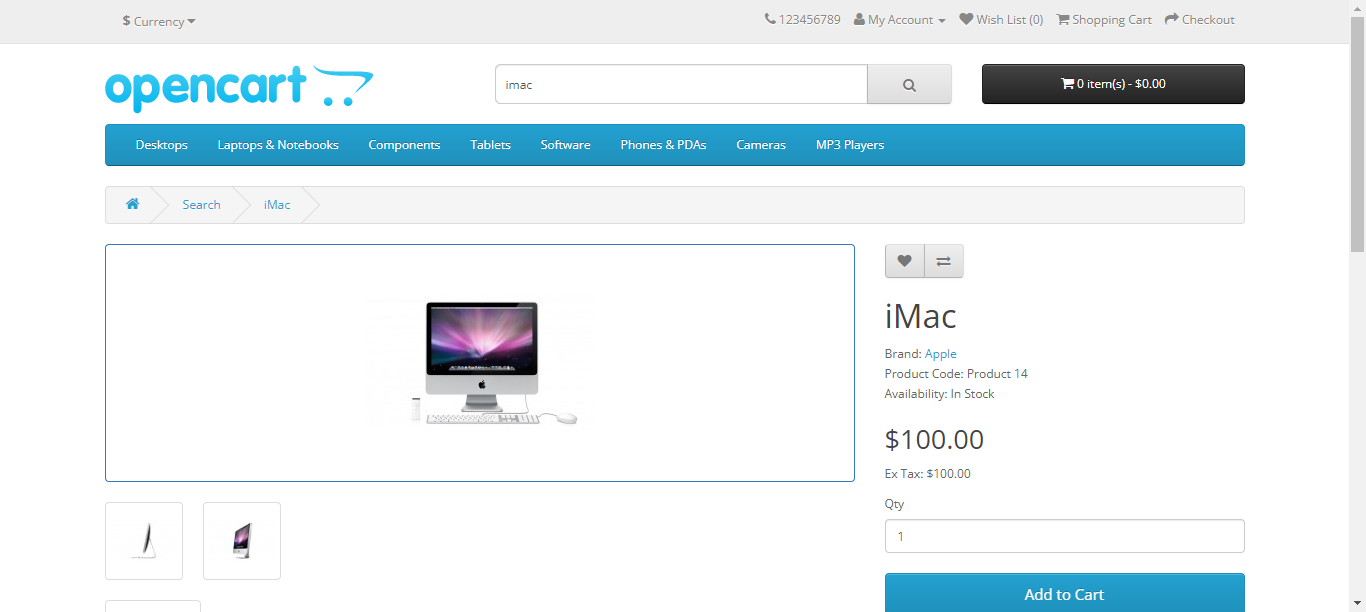 $ Currency
123456789 My Account Wish List (0) Shopping Cart Checkout
opencart
imac
0 item(s) - $0.00
Desktops Laptops & Notebooks Components Tablets Software Phones & PDAs Cameras MP3 Players
Search iMac
iMac
Brand: Apple
Product Code: Product 14
Availability: In Stock
$100.00
Ex Tax: $100.00
Qty
1
Add to Cart